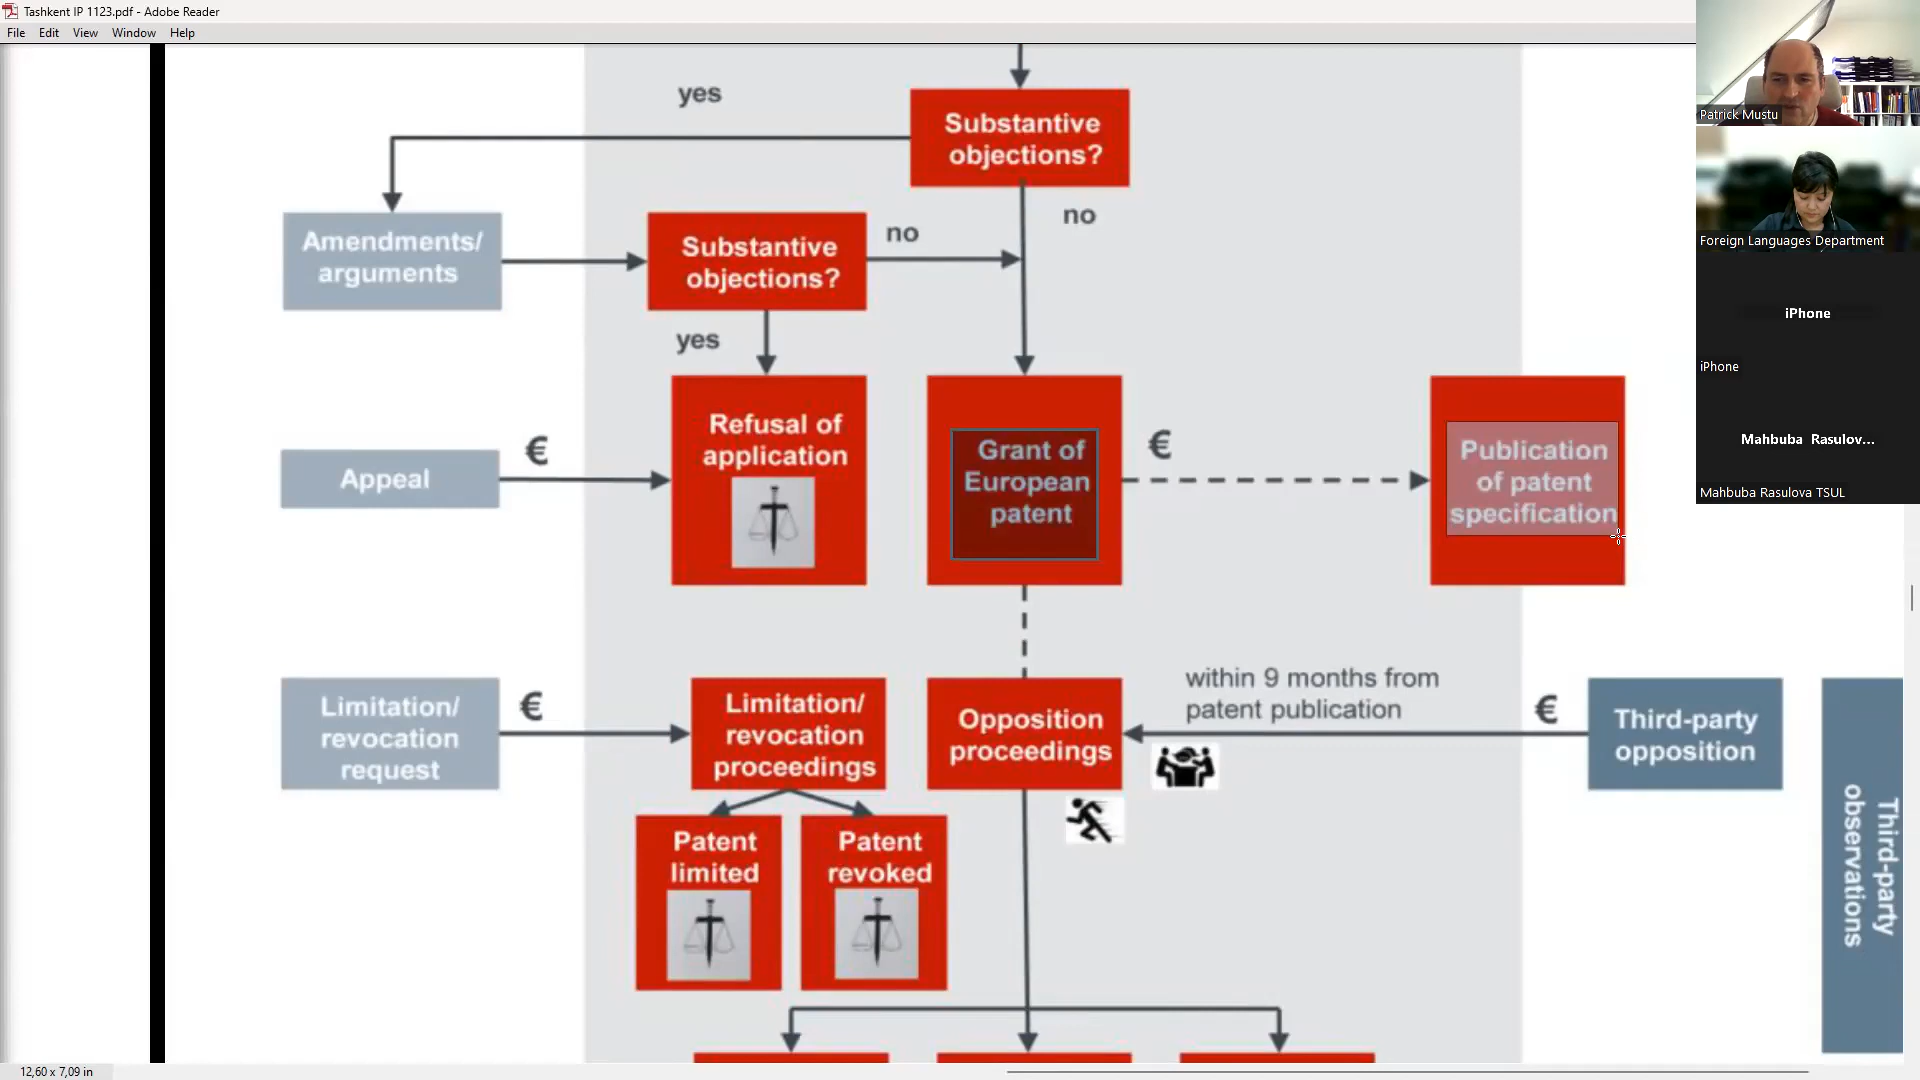 Tashkent IP 1123.pdf - Adobe Reader
File Edit View Window Help
yes
Substantive
objections?
no
Amendments/
arguments
Substantive
objections?
no
yes
Appeal
€
Refusal of
application
Grant of
European
patent
€
Publication
of patent
specification
Limitation/
revocation
request
€
Limitation/
revocation
proceedings
Opposition
proceedings
within 9 months from
patent publication
€
Third-party
opposition
Third-party
observations
Patent
limited
Patent
revoked
12,60 x 7,09 in
Patrick Mustu
Foreign Languages Department
iPhone
iPhone
Mahbuba Rasulov...
Mahbuba Rasulova TSUL